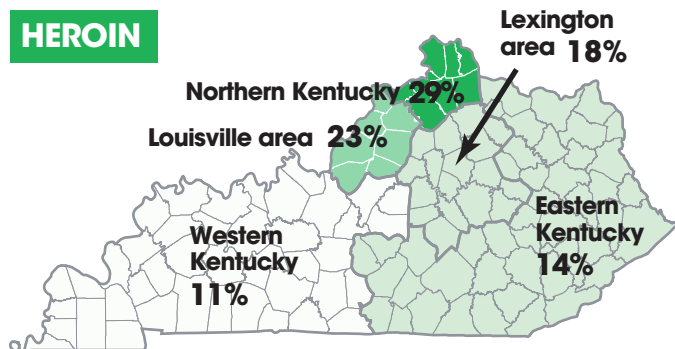 HEROIN
Lexington
area 18%
Northern Kentucky 29%
Louisville area 23%
Western
Kentucky
11%
Eastern
Kentucky
14%